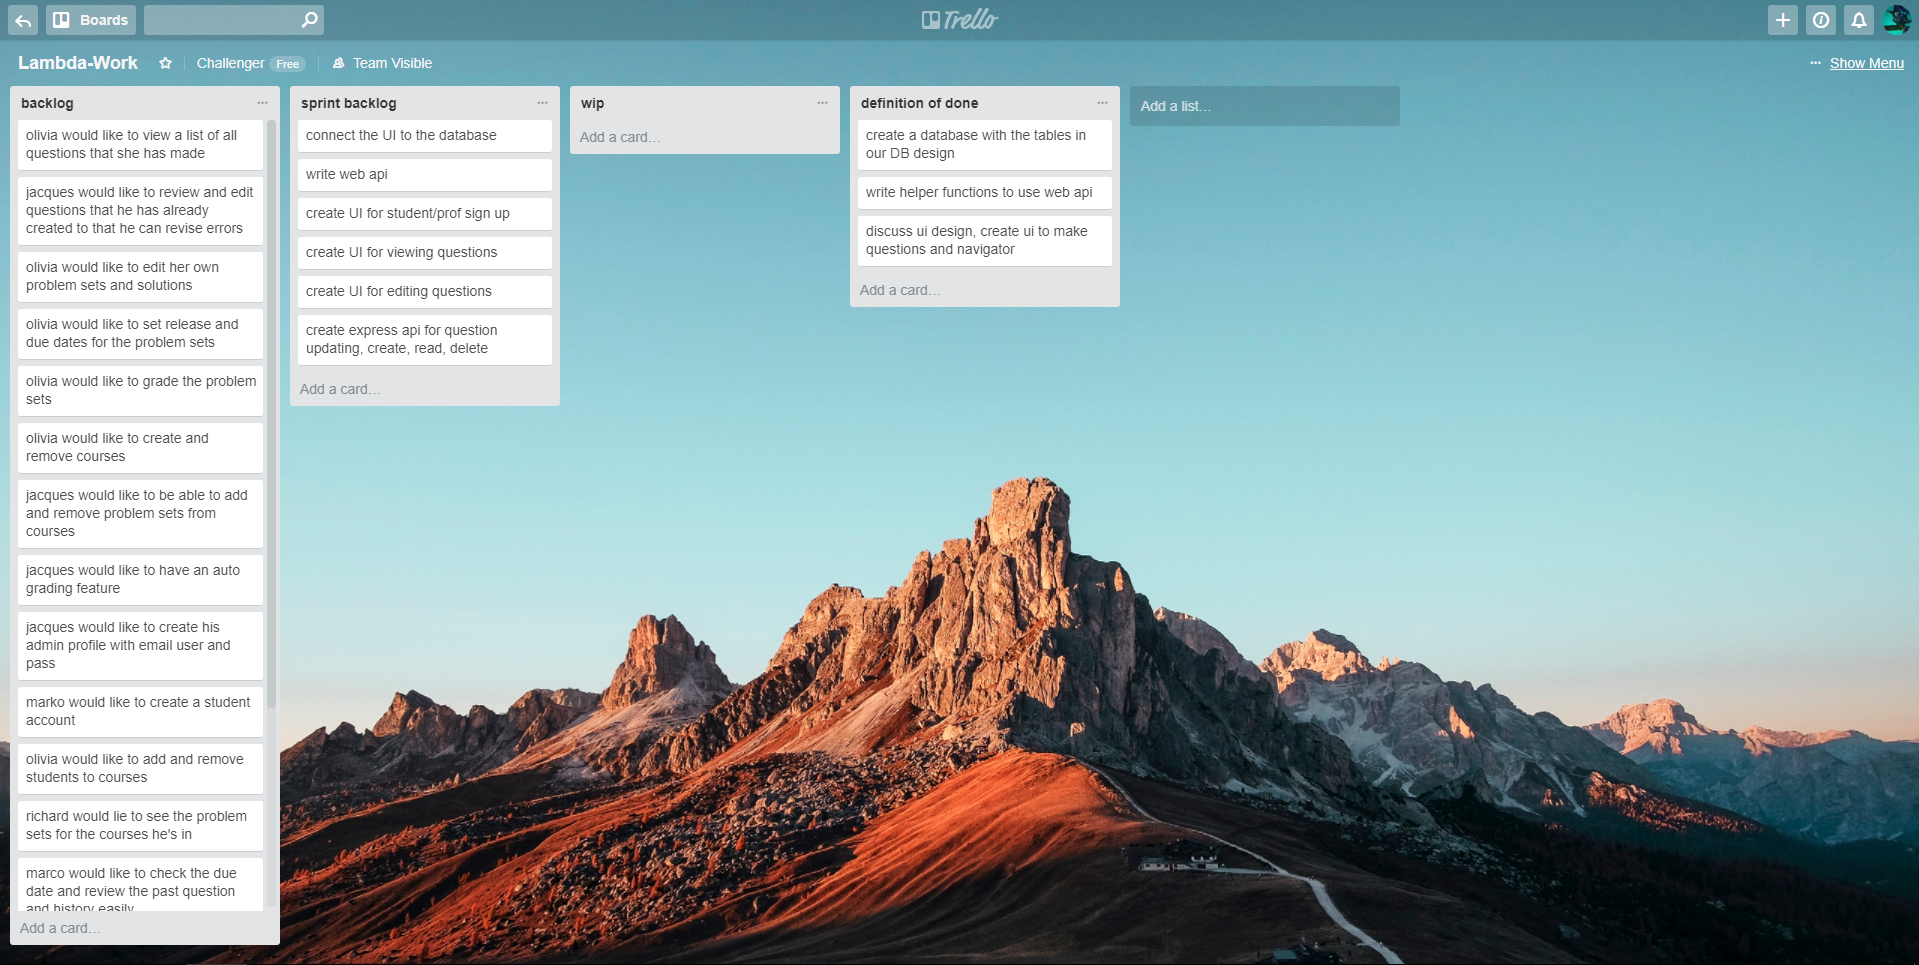 Boards
Trello
Lambda-Work
Challenger Free
Team Visible
Show Menu
backlog
olivia would like to view a list of all
questions that she has made
jacques would like to review and edit
questions that he has already
created to that he can revise errors
olivia would like to edit her own
problem sets and solutions
olivia would like to set release and
due dates for the problem sets
olivia would like to grade the problem
sets
olivia would like to create and
remove courses
jacques would like to be able to add
and remove problem sets from
courses
jacques would like to have an auto
grading feature
jacques would like to create his
admin profile with email user and
pass
marko would like to create a student
account
olivia would like to add and remove
students to courses
richard would lie to see the problem
sets for the courses he's in
marco would like to check the due
date and review the past question
and history easily
Add a card...
sprint backlog
connect the UI to the database
write web api
create UI for student/prof sign up
create UI for viewing questions
create UI for editing questions
create express api for question
updating, create, read, delete
Add a card...
wip
Add a card...
definition of done
create a database with the tables in
our DB design
write helper functions to use web api
discuss ui design, create ui to make
questions and navigator
Add a card...
Add a list...